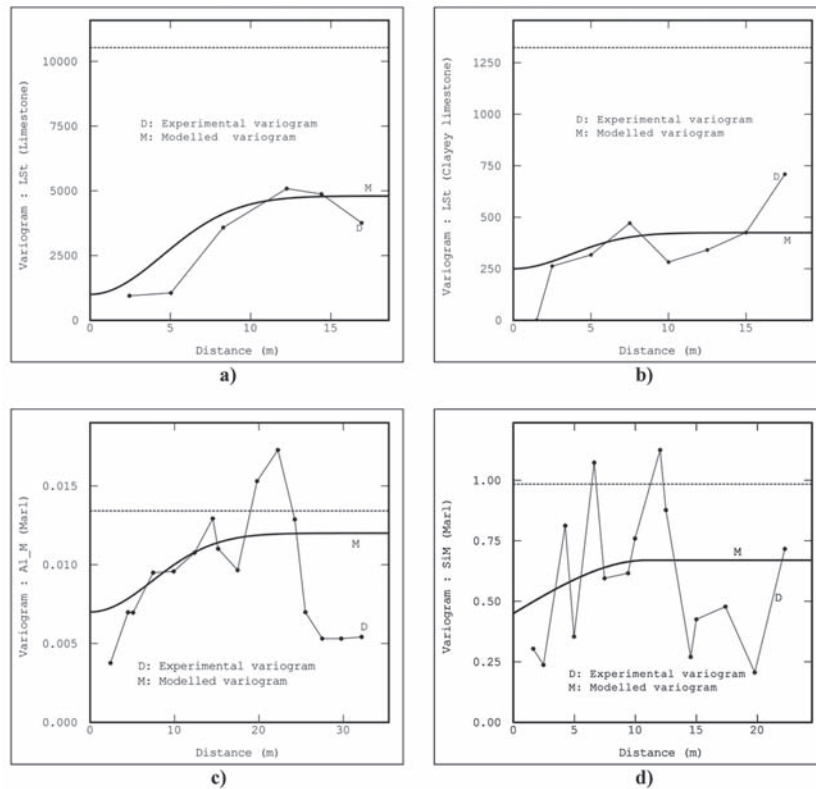 Variogram : LSt (Limestone)
10000
7500
5000
2500
0
D: Experimental variogram
M: Modelled variogram
M
D
0 5 10 15
Distance (m)
a)
Variogram : LSt (Clayey limestone)
1250
1000
750
500
250
0
D: Experimental variogram
M: Modelled variogram
D
M
0 5 10 15
Distance (m)
b)
Variogram : Al_M (Marl)
0.015
0.010
0.005
0.000
M
D
D: Experimental variogram
M: Modelled variogram
0 10 20 30
Distance (m)
c)
Variogram : SiM (Marl)
1.00
0.75
0.50
0.25
0.00
M
D
D: Experimental variogram
M: Modelled variogram
0 5 10 15 20
Distance (m)
d)